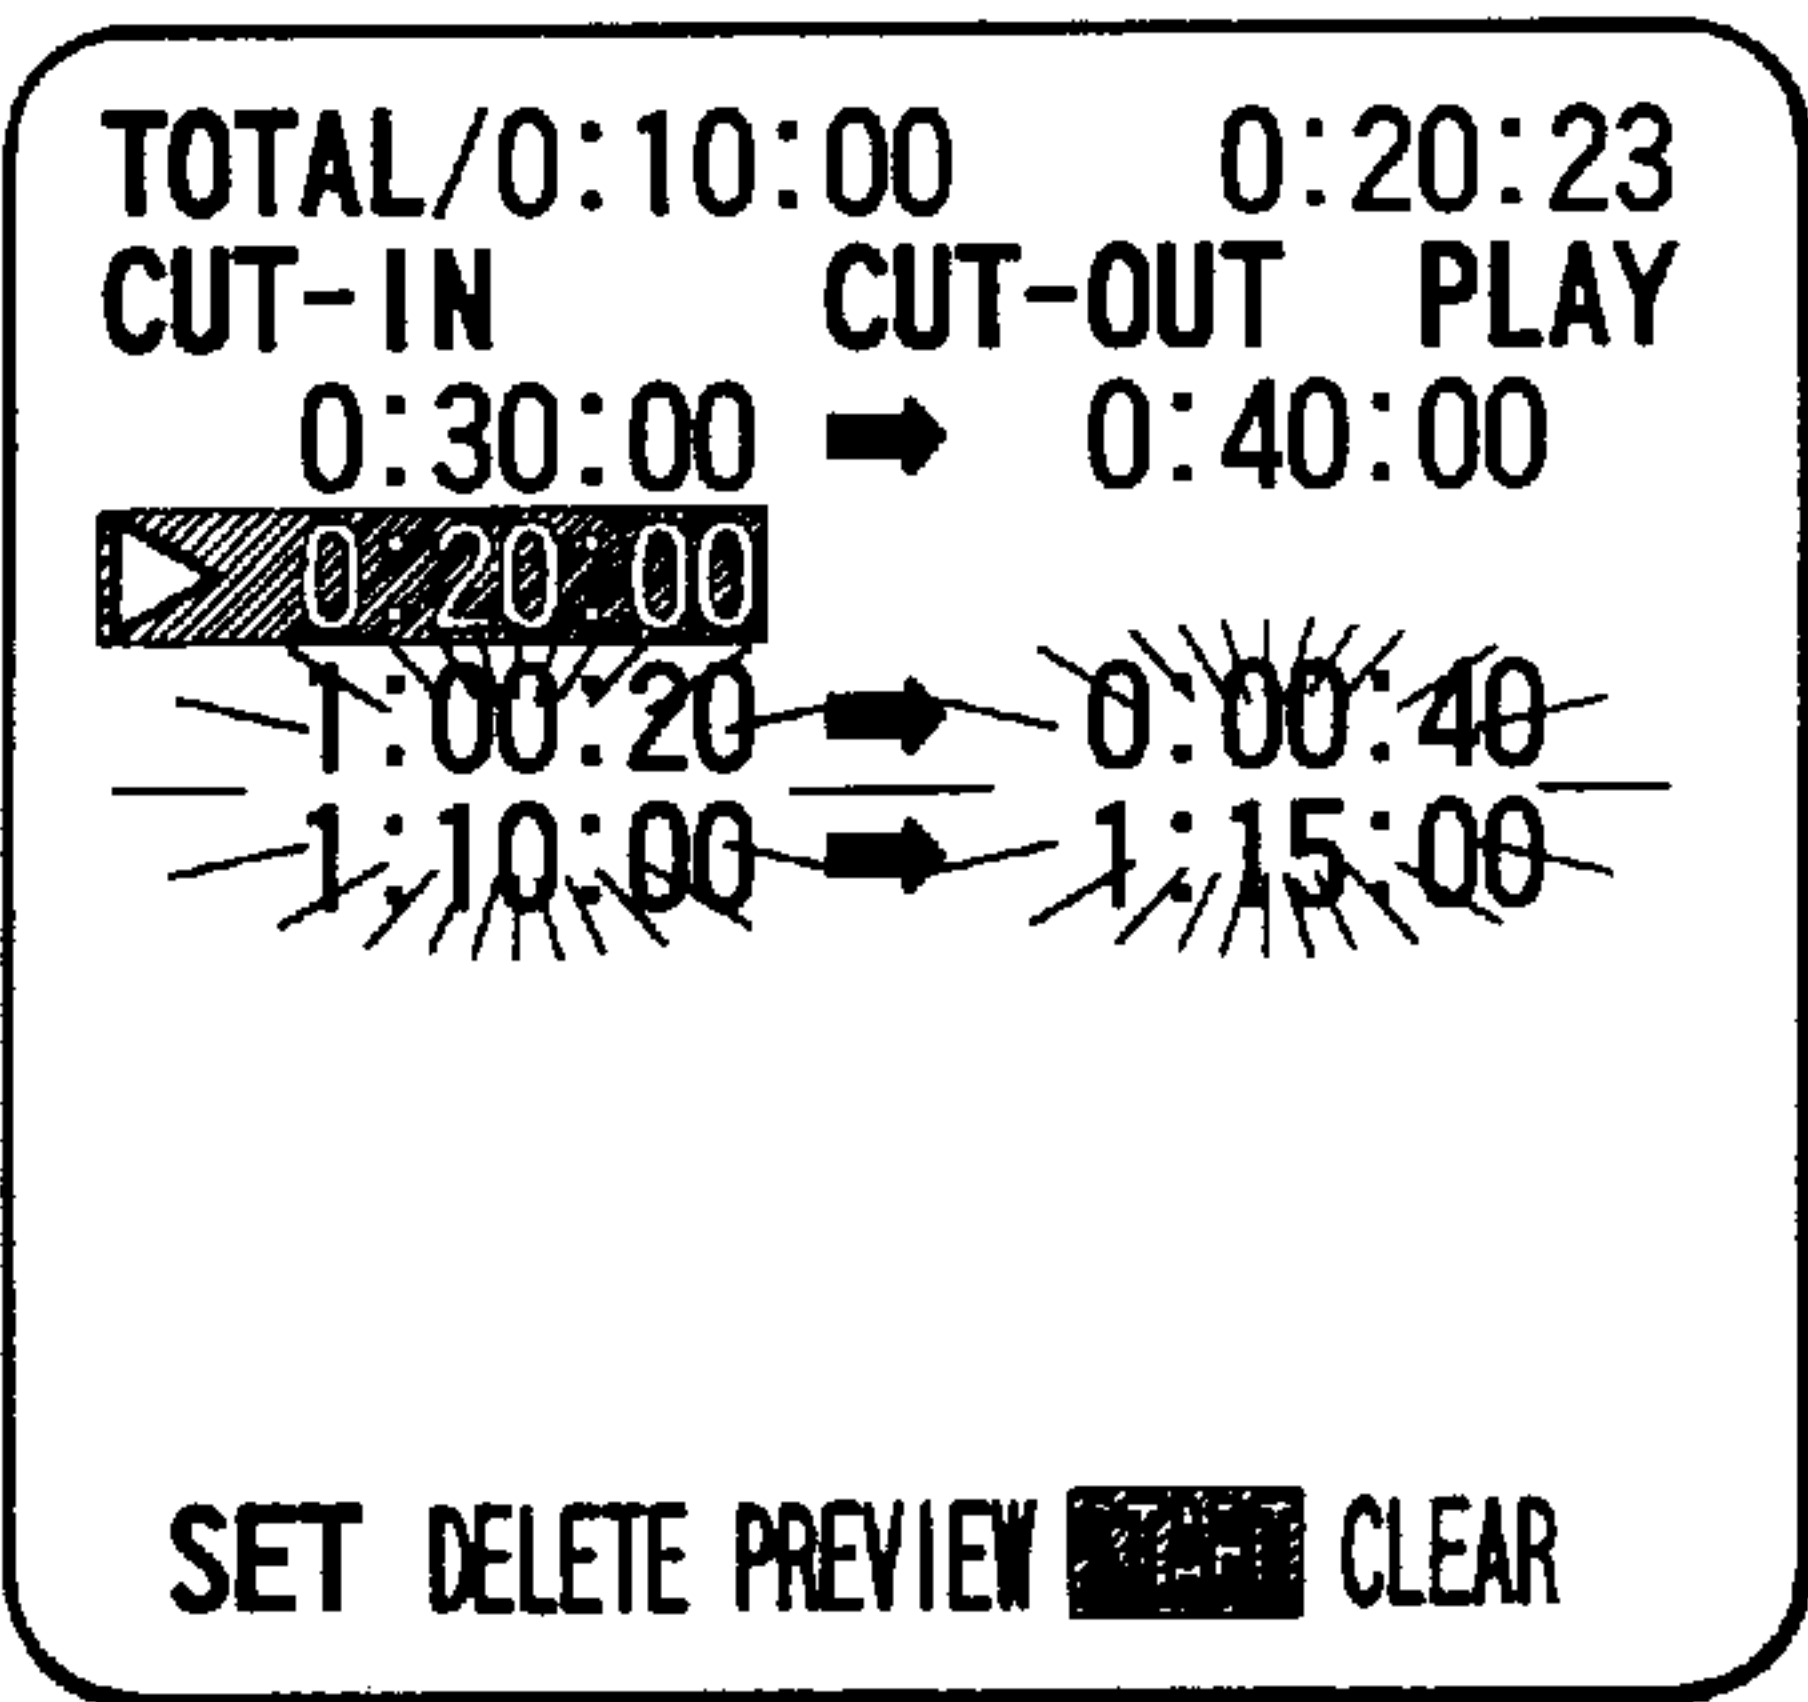 TOTAL/0:10:00 0:20:23
CUT-IN CUT-OUT PLAY
0:30:00 → 0:40:00
0:20:00
1:00:20 → 0:00:40
1:10:00 → 1:15:00
SET DELETE PREVIEW CLEAR